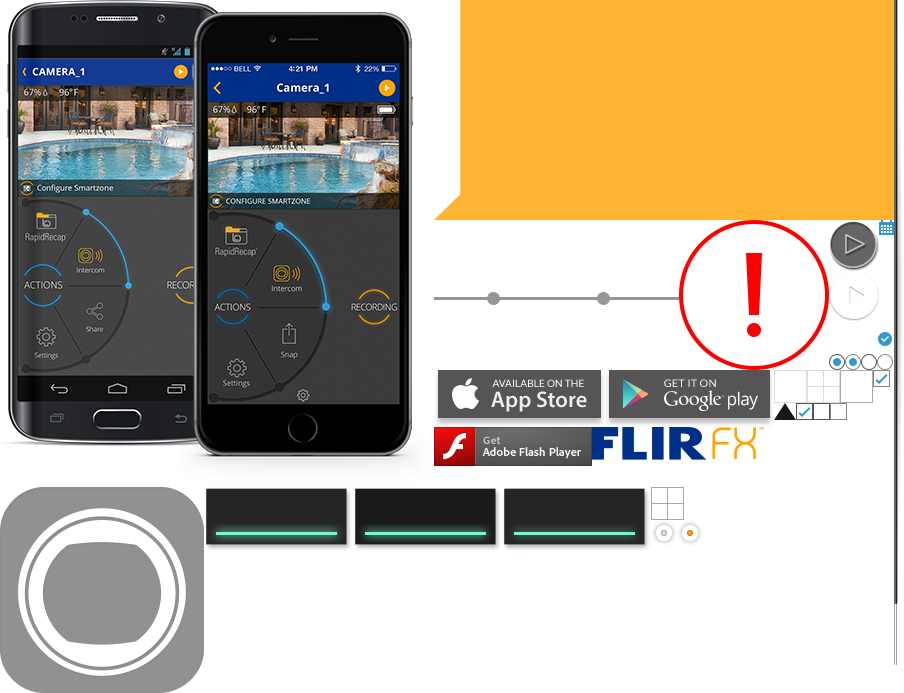 CAMERA_1
67% 96°F
Configure Smartzone
RapidRecap
Intercom
ACTIONS
RECOR
Share
Settings
BELL 4:21 PM 22%
Camera_1
67% 96°F
CONFIGURE SMARTZONE
RapidRecap
Intercom
ACTIONS
RECORDING
Snap
Settings
!
AVAILABLE ON THE
App Store
GET IT ON
Google play
Get
Adobe Flash Player
FLIR FX™